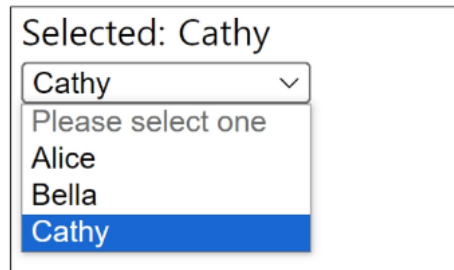 Selected: Cathy
Cathy
Please select one
Alice
Bella
Cathy